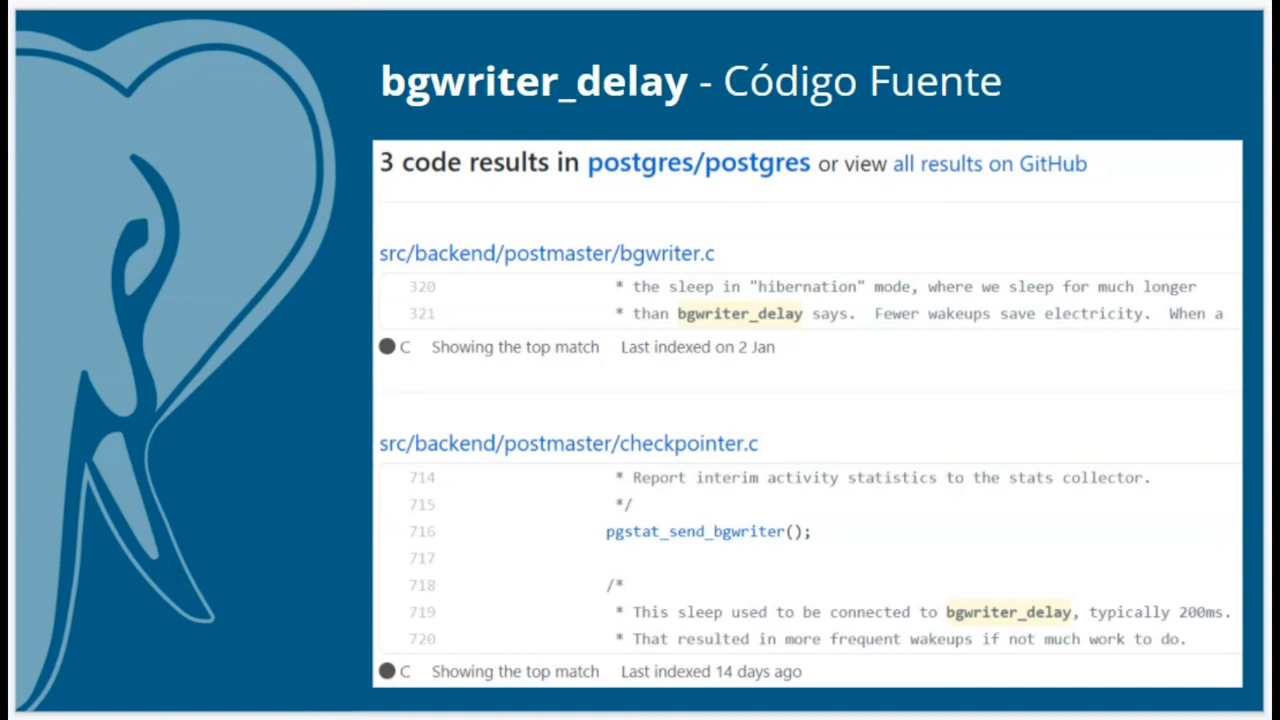 bgwriter_delay - Código Fuente
3 code results in postgres/postgres or view all results on GitHub
src/backend/postmaster/bgwriter.c
320 * the sleep in "hibernation" mode, where we sleep for much longer
321 * than bgwriter_delay says.  Fewer wakeups save electricity.  When a
C Showing the top match Last indexed on 2 Jan
src/backend/postmaster/checkpointer.c
714 * Report interim activity statistics to the stats collector.
715 */
716 pgstat_send_bgwriter();
717
718 /*
719 * This sleep used to be connected to bgwriter_delay, typically 200ms.
720 * That resulted in more frequent wakeups if not much work to do.
C Showing the top match Last indexed 14 days ago